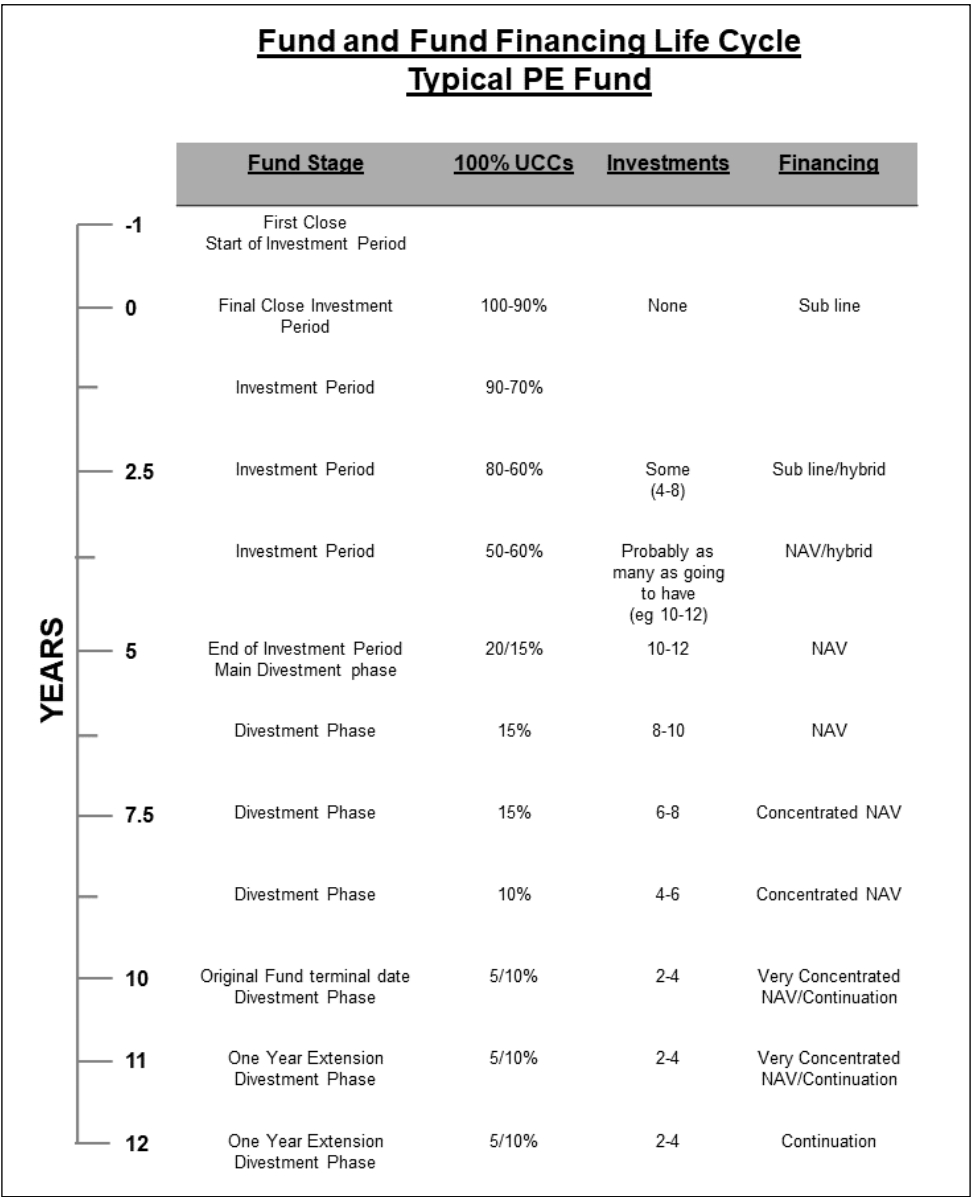 Fund and Fund Financing Life Cycle
Typical PE Fund
Fund Stage 100% UCCs Investments Financing
-1 First Close
Start of Investment Period
0 Final Close Investment 100-90% None Sub line
Period
Investment Period 90-70%
2.5 Investment Period 80-60% Some Sub line/hybrid
(4-8)
Investment Period 50-60% Probably as NAV/hybrid
many as going
to have
(eg 10-12)
YEARS
5 End of Investment Period 20/15% 10-12 NAV
Main Divestment phase
Divestment Phase 15% 8-10 NAV
7.5 Divestment Phase 15% 6-8 Concentrated NAV
Divestment Phase 10% 4-6 Concentrated NAV
10 Original Fund terminal date 5/10% 2-4 Very Concentrated
Divestment Phase NAV/Continuation
11 One Year Extension 5/10% 2-4 Very Concentrated
Divestment Phase NAV/Continuation
12 One Year Extension 5/10% 2-4 Continuation
Divestment Phase